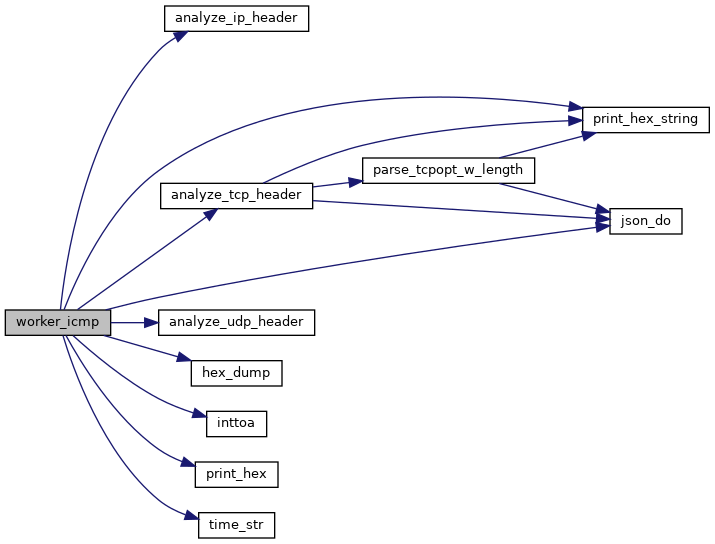 analyze_ip_header
print_hex_string
parse_tcpopt_w_length
analyze_tcp_header
json_do
worker_icmp
analyze_udp_header
hex_dump
inttoa
print_hex
time_str